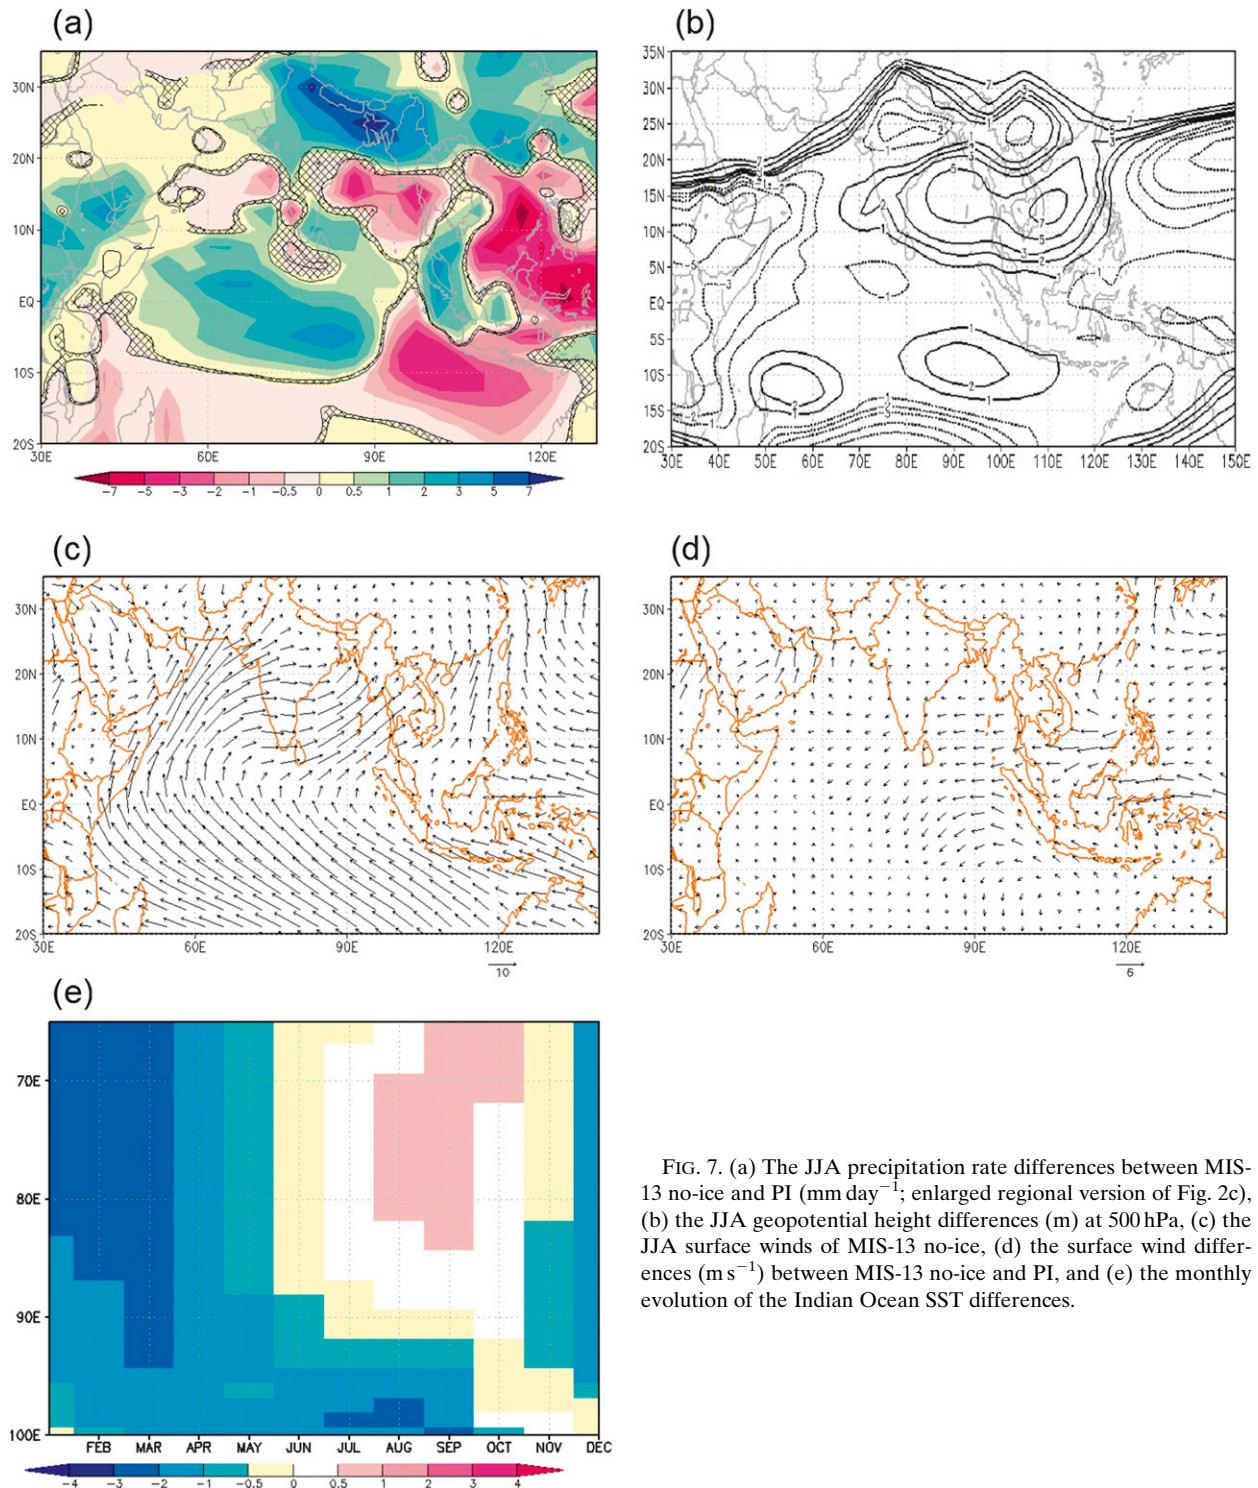 (a)
30N
20N
10N
EQ
10S
20S
30E 60E 90E 120E
-7 -5 -3 -2 -1 -0.5 0 0.5 1 2 3 5 7
(b)
35N
30N
25N
20N
15N
10N
5N
EQ
5S
10S
15S
20S
30E 40E 50E 60E 70E 80E 90E 100E 110E 120E 130E 140E 150E
(c)
30N
20N
10N
EQ
10S
20S
30E 60E 90E 120E
10
(d)
30N
20N
10N
EQ
10S
20S
30E 60E 90E 120E
6
(e)
70E
80E
90E
100E
FEB MAR APR MAY JUN JUL AUG SEP OCT NOV DEC
-4 -3 -2 -1 -0.5 0 0.5 1 2 3 4
FIG. 7. (a) The JJA precipitation rate differences between MIS-
13 no-ice and PI (mm day−1; enlarged regional version of Fig. 2c),
(b) the JJA geopotential height differences (m) at 500 hPa, (c) the
JJA surface winds of MIS-13 no-ice, (d) the surface wind differ-
ences (m s−1) between MIS-13 no-ice and PI, and (e) the monthly
evolution of the Indian Ocean SST differences.